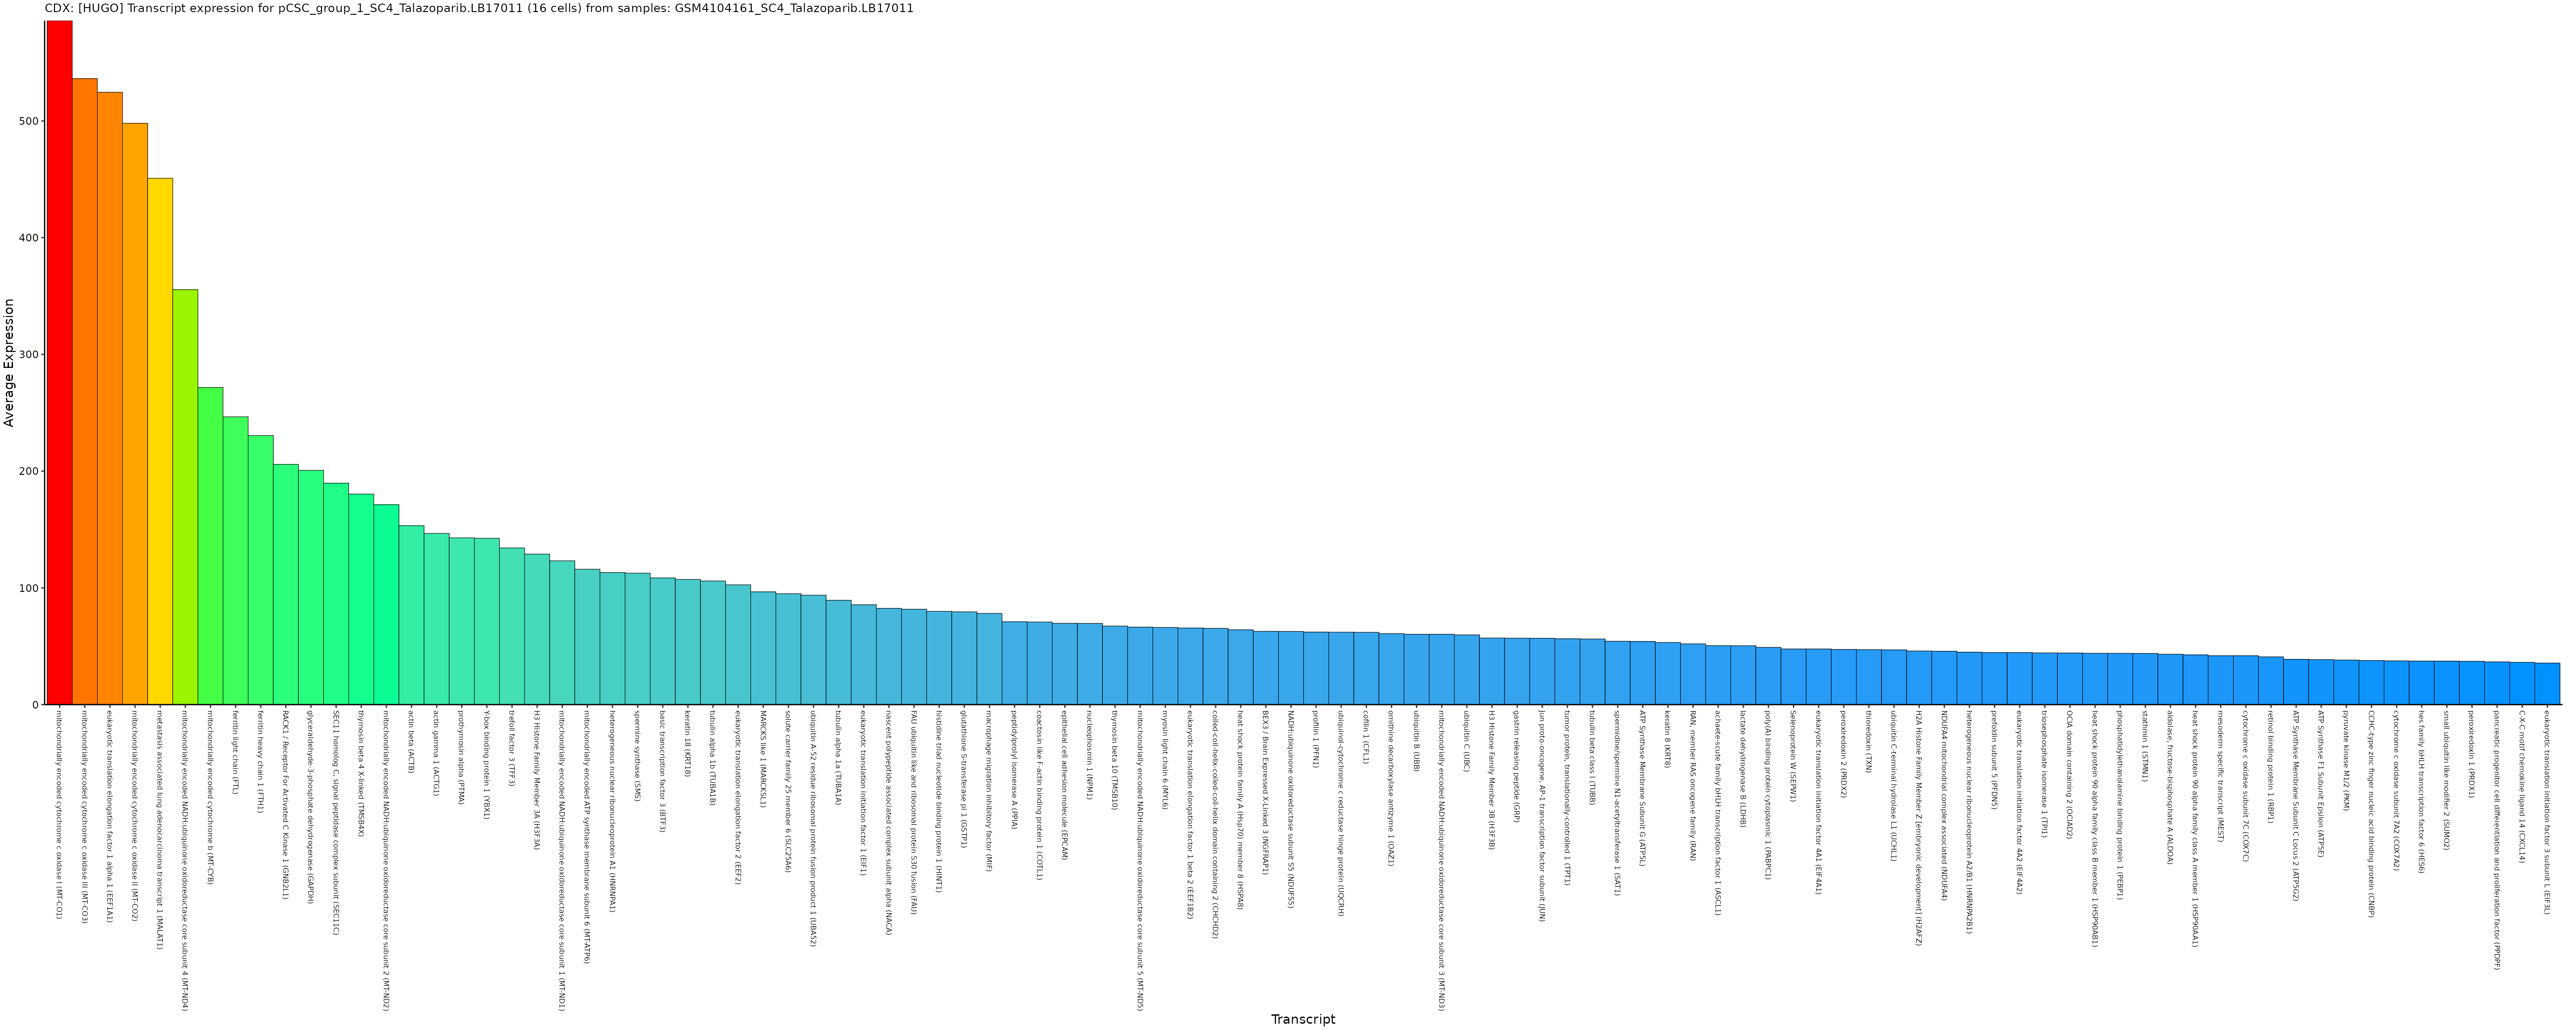 CDX: [HUGO] Transcript expression for pCSC_group_1_SC4_Talazoparib.LB17011 (16 cells) from samples: GSM4104161_SC4_Talazoparib.LB17011
Average Expression
500
400
300
200
100
0
mitochondrially encoded cytochrome c oxidase I (MT-CO1)
mitochondrially encoded cytochrome c oxidase III (MT-CO3)
eukaryotic translation elongation factor 1 alpha 1 (EEF1A1)
mitochondrially encoded cytochrome c oxidase II (MT-CO2)
metastasis associated lung adenocarcinoma transcript 1 (MALAT1)
mitochondrially encoded NADH:ubiquinone oxidoreductase core subunit 4 (MT-ND4)
mitochondrially encoded cytochrome b (MT-CYB)
ferritin light chain (FTL)
ferritin heavy chain 1 (FTH1)
RACK1 / Receptor For Activated C Kinase 1 (GNB2L1)
glyceraldehyde-3-phosphate dehydrogenase (GAPDH)
SEC11 homolog C, signal peptidase complex subunit (SEC11C)
thymosin beta 4 X-linked (TMSB4X)
mitochondrially encoded NADH:ubiquinone oxidoreductase core subunit 2 (MT-ND2)
actin beta (ACTB)
actin gamma 1 (ACTG1)
prothymosin alpha (PTMA)
Y-box binding protein 1 (YBX1)
trefoil factor 3 (TFF3)
H3 Histone Family Member 3A (H3F3A)
mitochondrially encoded NADH:ubiquinone oxidoreductase core subunit 1 (MT-ND1)
mitochondrially encoded ATP synthase membrane subunit 6 (MT-ATP6)
heterogeneous nuclear ribonucleoprotein A1 (HNRNPA1)
spermine synthase (SMS)
basic transcription factor 3 (BTF3)
keratin 18 (KRT18)
tubulin alpha 1b (TUBA1B)
eukaryotic translation elongation factor 2 (EEF2)
MARCKS like 1 (MARCKSL1)
solute carrier family 25 member 6 (SLC25A6)
ubiquitin A-52 residue ribosomal protein fusion product 1 (UBA52)
tubulin alpha 1a (TUBA1A)
eukaryotic translation initiation factor 1 (EIF1)
nascent polypeptide associated complex subunit alpha (NACA)
FAU ubiquitin like and ribosomal protein S30 fusion (FAU)
histidine triad nucleotide binding protein 1 (HINT1)
glutathione S-transferase pi 1 (GSTP1)
macrophage migration inhibitory factor (MIF)
peptidylprolyl isomerase A (PPIA)
coactosin like F-actin binding protein 1 (COTL1)
epithelial cell adhesion molecule (EPCAM)
nucleophosmin 1 (NPM1)
thymosin beta 10 (TMSB10)
mitochondrially encoded NADH:ubiquinone oxidoreductase core subunit 5 (MT-ND5)
myosin light chain 6 (MYL6)
eukaryotic translation elongation factor 1 beta 2 (EEF1B2)
coiled-coil-helix-coiled-coil-helix domain containing 2 (CHCHD2)
heat shock protein family A (Hsp70) member 8 (HSPA8)
BEX3 / Brain Expressed X-Linked 3 (NGFRAP1)
NADH:ubiquinone oxidoreductase subunit S5 (NDUFS5)
profilin 1 (PFN1)
ubiquinol-cytochrome c reductase hinge protein (UQCRH)
cofilin 1 (CFL1)
ornithine decarboxylase antizyme 1 (OAZ1)
ubiquitin B (UBB)
mitochondrially encoded NADH:ubiquinone oxidoreductase core subunit 3 (MT-ND3)
ubiquitin C (UBC)
H3 Histone Family Member 3B (H3F3B)
gastrin releasing peptide (GRP)
Jun proto-oncogene, AP-1 transcription factor subunit (JUN)
tumor protein, translationally-controlled 1 (TPT1)
tubulin beta class I (TUBB)
spermidine/spermine N1-acetyltransferase 1 (SAT1)
ATP Synthase Membrane Subunit G (ATP5L)
keratin 8 (KRT8)
RAN, member RAS oncogene family (RAN)
achaete-scute family bHLH transcription factor 1 (ASCL1)
lactate dehydrogenase B (LDHB)
poly(A) binding protein cytoplasmic 1 (PABPC1)
Selenoprotein W (SEPW1)
eukaryotic translation initiation factor 4A1 (EIF4A1)
peroxiredoxin 2 (PRDX2)
thioredoxin (TXN)
ubiquitin C-terminal hydrolase L1 (UCHL1)
H2A Histone Family Member Z [embryonic development] (H2AFZ)
NDUFA4 mitochondrial complex associated (NDUFA4)
heterogeneous nuclear ribonucleoprotein A2/B1 (HNRNPA2B1)
prefoldin subunit 5 (PFDN5)
eukaryotic translation initiation factor 4A2 (EIF4A2)
triosephosphate isomerase 1 (TPI1)
OCIA domain containing 2 (OCIAD2)
heat shock protein 90 alpha family class B member 1 (HSP90AB1)
phosphatidylethanolamine binding protein 1 (PEBP1)
stathmin 1 (STMN1)
aldolase, fructose-bisphosphate A (ALDOA)
heat shock protein 90 alpha family class A member 1 (HSP90AA1)
mesoderm specific transcript (MEST)
cytochrome c oxidase subunit 7C (COX7C)
retinol binding protein 1 (RBP1)
ATP Synthase Membrane Subunit C Locus 2 (ATP5G2)
ATP Synthase F1 Subunit Epsilon (ATP5E)
pyruvate kinase M1/2 (PKM)
CCHC-type zinc finger nucleic acid binding protein (CNBP)
cytochrome c oxidase subunit 7A2 (COX7A2)
hes family bHLH transcription factor 6 (HES6)
small ubiquitin like modifier 2 (SUMO2)
peroxiredoxin 1 (PRDX1)
pancreatic progenitor cell differentiation and proliferation factor (PPDPF)
C-X-C motif chemokine ligand 14 (CXCL14)
eukaryotic translation initiation factor 3 subunit L (EIF3L)
Transcript